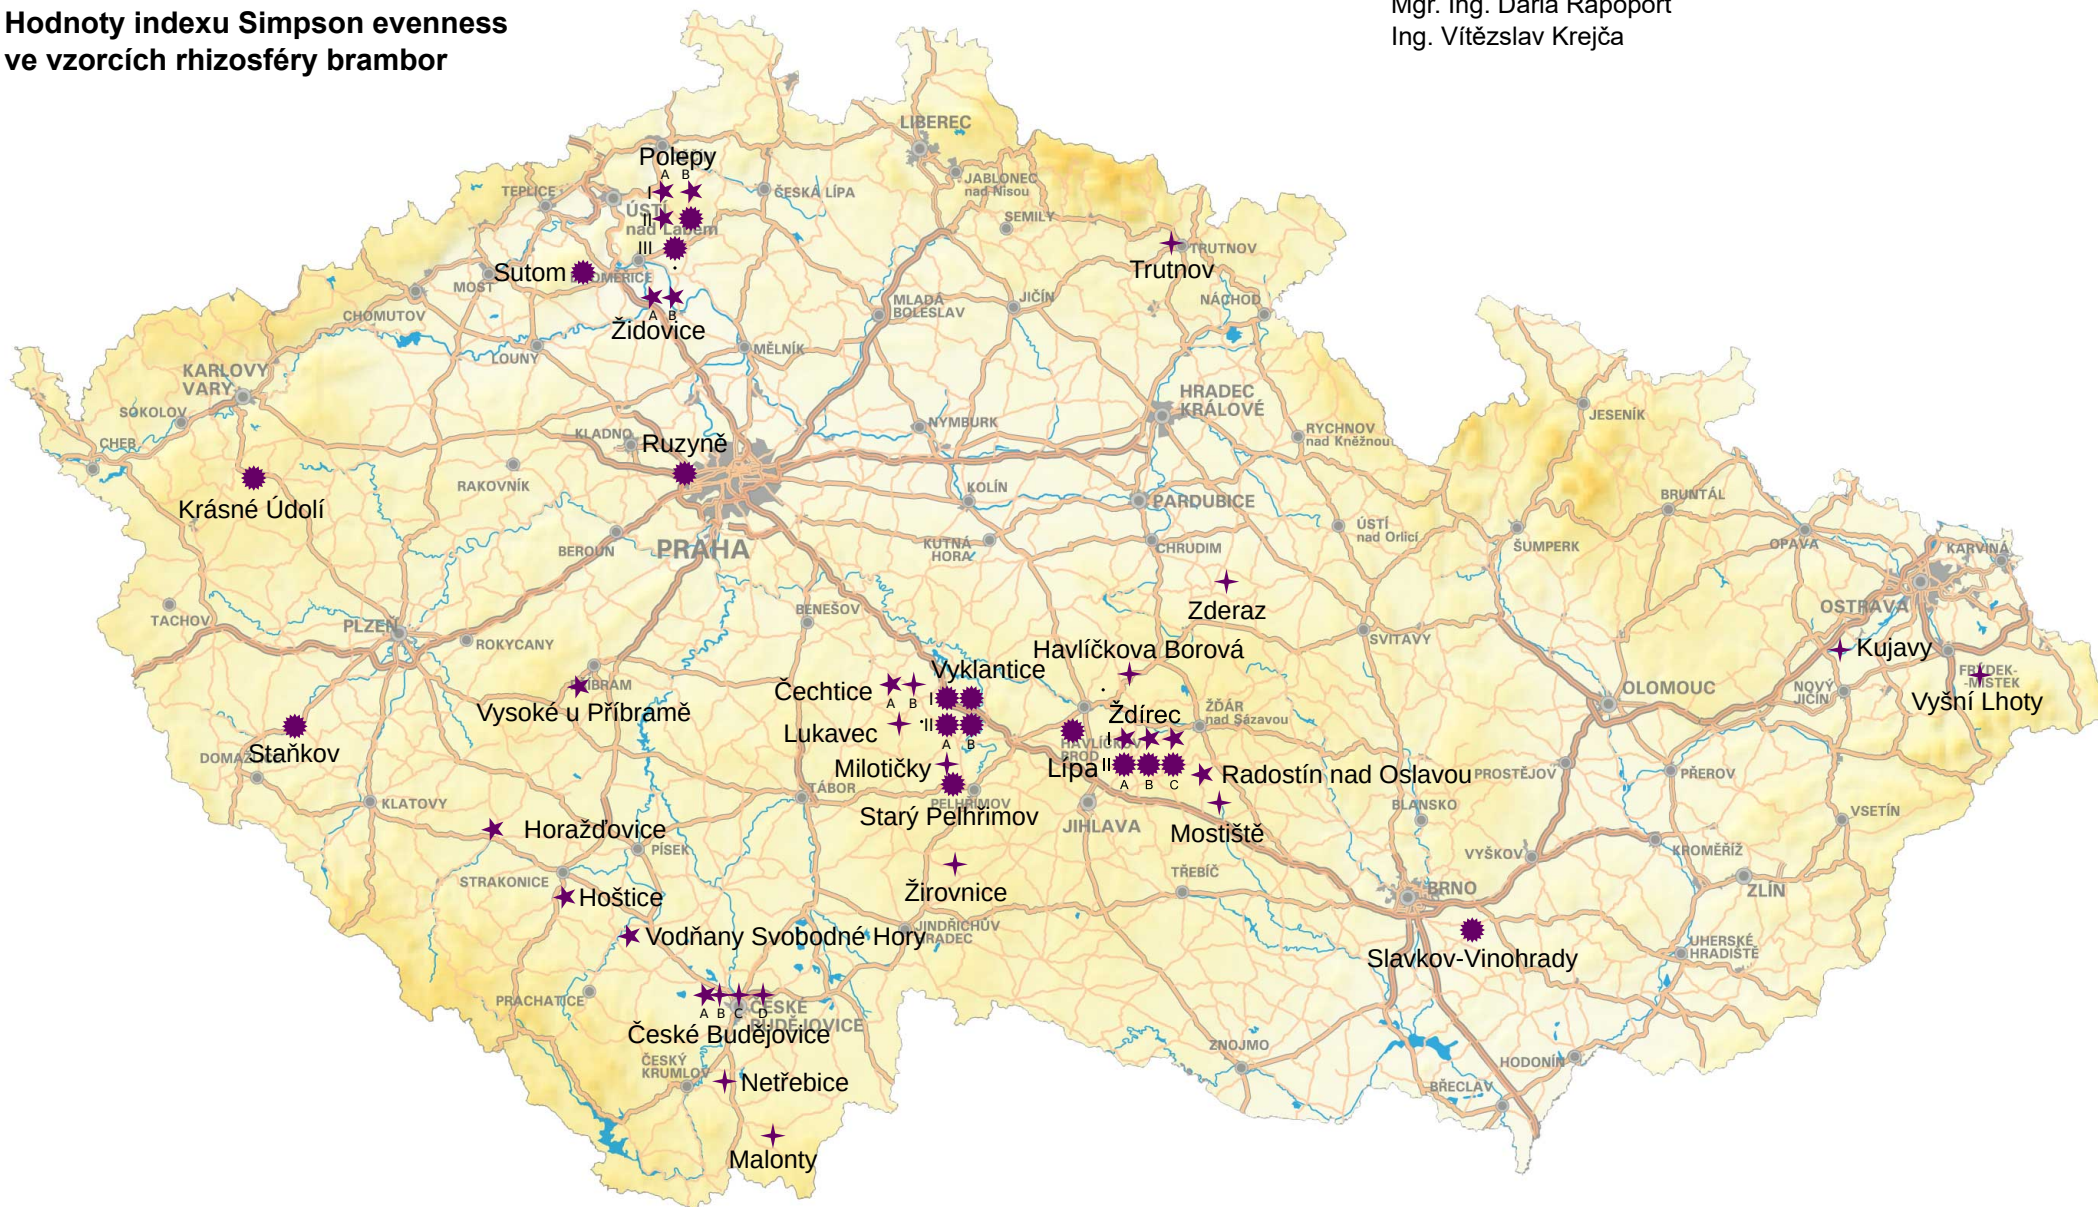 Hodnoty indexu Simpson evenness
ve vzorcích rhizosféry brambor
Mgr. Ing. Daria Rapoport
Ing. Vítězslav Krejča
LIBEREC
JABLONEC
nad Nisou
Polepy
A B
I
II
III
TEPLICE
ÚSTÍ
nad Labem
ČESKÁ LÍPA
SEMILY
TRUTNOV
Trutnov
Sutom
MOST
CHOMUTOV
A B
Židovice
MLADÁ
BOLESLAV
JIČÍN
NÁCHOD
LOUNY
MĚLNÍK
KARLOVY
VARY
SOKOLOV
CHEB
HRADEC
KRÁLOVÉ
JESENÍK
KLADNO
Ruzyně
NYMBURK
RYCHNOV
nad Kněžnou
Krásné Údolí
RAKOVNÍK
KOLÍN
PARDUBICE
BRUNTÁL
BEROUN
PRAHA
KUTNÁ
HORA
CHRUDIM
ÚSTÍ
nad Orlicí
ŠUMPERK
OPAVA
KARVINÁ
Zderaz
TACHOV
PLZEŇ
ROKYCANY
BENEŠOV
SVITAVY
OSTRAVA
Kujavy
Havlíčkova Borová
Vyklantice
I
II
A B
Čechtice
A B
Lukavec
PŘÍBRAM
Vysoké u Příbramě
OLOMOUC
NOVÝ
JIČÍN
FRÝDEK-
-MÍSTEK
Vyšní Lhoty
Staňkov
Ždírec
ŽĎÁR
nad Sázavou
I
II
A B C
HAVLÍČKŮV
BROD
Lípa
Milotičky
Radostín nad Oslavou
PROSTĚJOV
PŘEROV
KLATOVY
TÁBOR
PELHŘIMOV
Starý Pelhřimov
JIHLAVA
Mostiště
BLANSKO
VSETÍN
Horažďovice
PÍSEK
VYŠKOV
KROMĚŘÍŽ
STRAKONICE
Hoštice
Žirovnice
TŘEBÍČ
BRNO
ZLÍN
Vodňany Svobodné Hory
JINDŘICHŮV
HRADEC
Slavkov-Vinohrady
UHERSKÉ
HRADIŠTĚ
PRACHATICE
A B C D
ČESKÉ
BUDĚJOVICE
České Budějovice
ČESKÝ
KRUMLOV
Netřebice
ZNOJMO
HODONÍN
BŘECLAV
Malonty